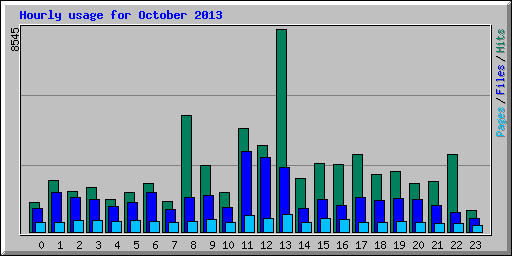 Hourly usage for October 2013
8545
Pages / Files / Hits
0 1 2 3 4 5 6 7 8 9 10 11 12 13 14 15 16 17 18 19 20 21 22 23